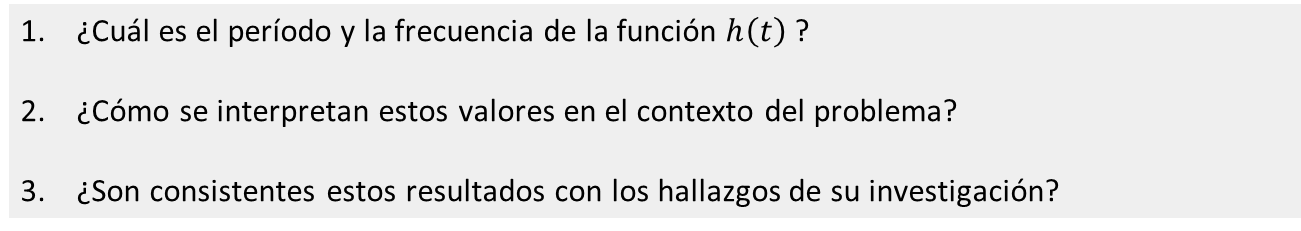 1. ¿Cuál es el período y la frecuencia de la función h(t) ?
2. ¿Cómo se interpretan estos valores en el contexto del problema?
3. ¿Son consistentes estos resultados con los hallazgos de su investigación?